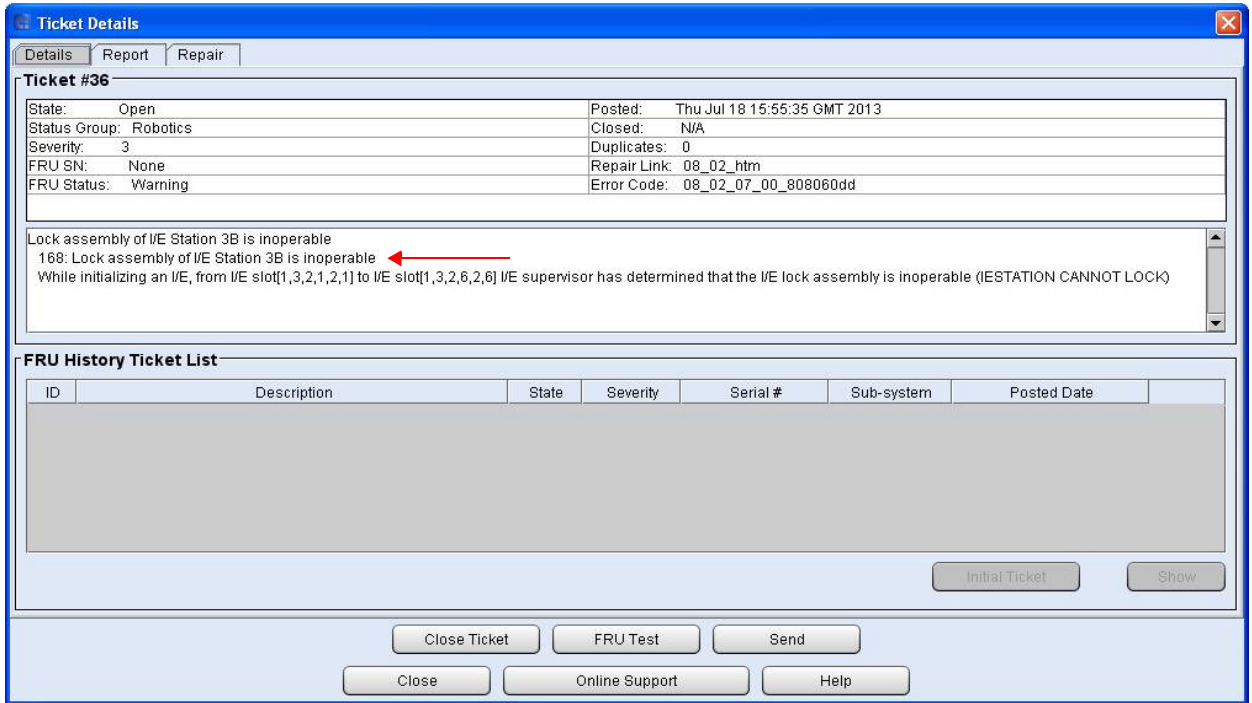 Ticket Details
Details Report Repair
Ticket #36
State: Open Posted: Thu Jul 18 15:55:35 GMT 2013
Status Group: Robotics Closed: N/A
Severity: 3 Duplicates: 0
FRU SN: None Repair Link: 08_02_htm
FRU Status: Warning Error Code: 08_02_07_00_808060dd
Lock assembly of I/E Station 3B is inoperable
168: Lock assembly of I/E Station 3B is inoperable
While initializing an I/E, from I/E slot[1,3,2,1,2,1] to I/E slot[1,3,2,6,2,6] I/E supervisor has determined that the I/E lock assembly is inoperable (IESTATION CANNOT LOCK)
FRU History Ticket List
ID Description State Severity Serial # Sub-system Posted Date
Initial Ticket Show
Close Ticket FRU Test Send
Close Online Support Help